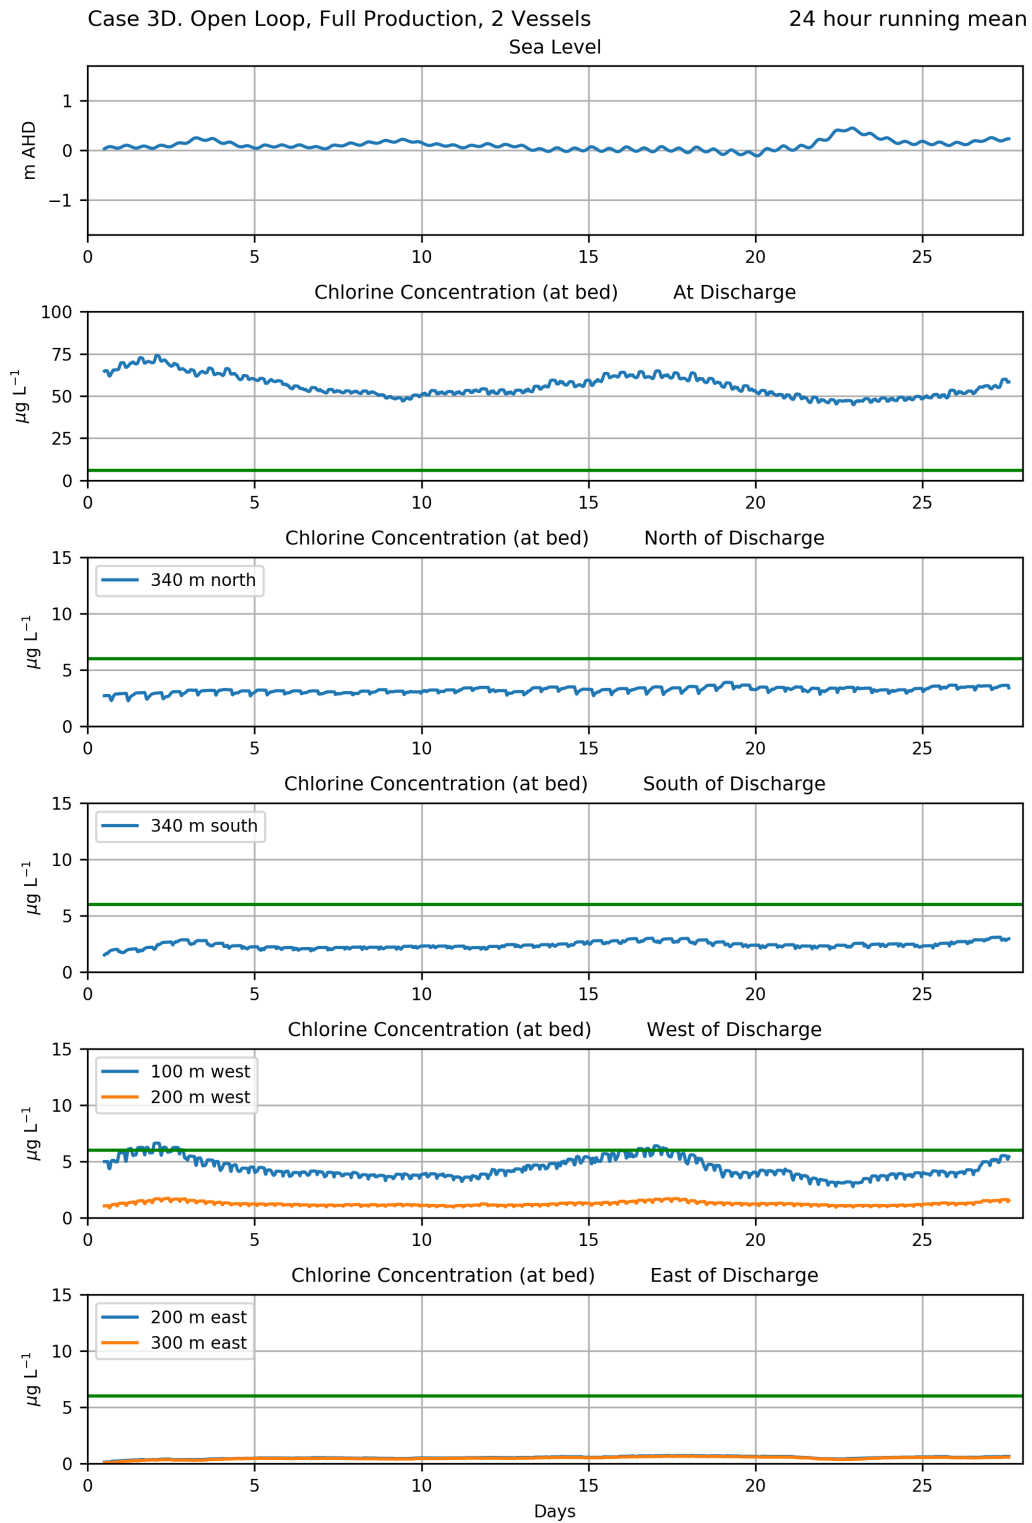 Case 3D. Open Loop, Full Production, 2 Vessels 24 hour running mean
Sea Level
m AHD
1
0
−1
0 5 10 15 20 25
Chlorine Concentration (at bed) At Discharge
μg L⁻¹
100
75
50
25
0
0 5 10 15 20 25
Chlorine Concentration (at bed) North of Discharge
μg L⁻¹
15
10
5
0
340 m north
0 5 10 15 20 25
Chlorine Concentration (at bed) South of Discharge
μg L⁻¹
15
10
5
0
340 m south
0 5 10 15 20 25
Chlorine Concentration (at bed) West of Discharge
μg L⁻¹
15
10
5
0
100 m west
200 m west
0 5 10 15 20 25
Chlorine Concentration (at bed) East of Discharge
μg L⁻¹
15
10
5
0
200 m east
300 m east
0 5 10 15 20 25
Days